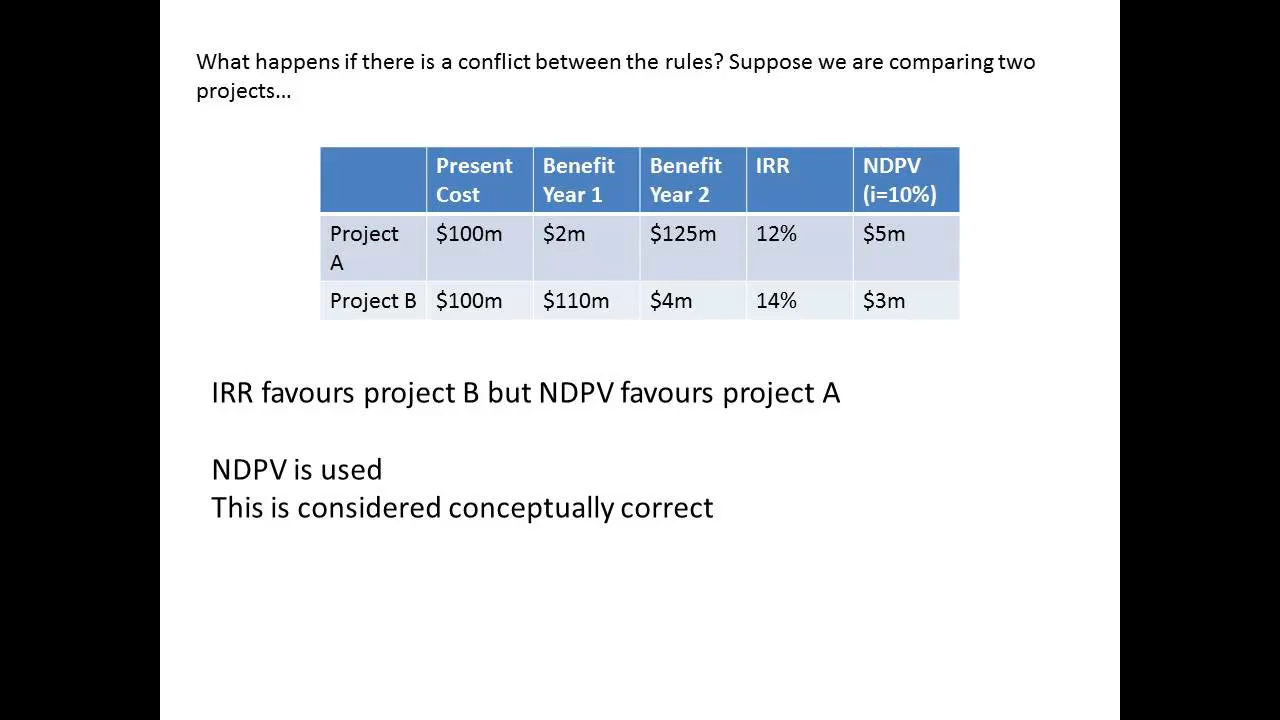 What happens if there is a conflict between the rules? Suppose we are comparing two
projects...
Present Cost Benefit Year 1 Benefit Year 2 IRR NDPV (i=10%)
Project A $100m $2m $125m 12% $5m
Project B $100m $110m $4m 14% $3m
IRR favours project B but NDPV favours project A
NDPV is used
This is considered conceptually correct